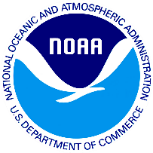 NATIONAL OCEANIC AND ATMOSPHERIC ADMINISTRATION
NOAA
U.S. DEPARTMENT OF COMMERCE